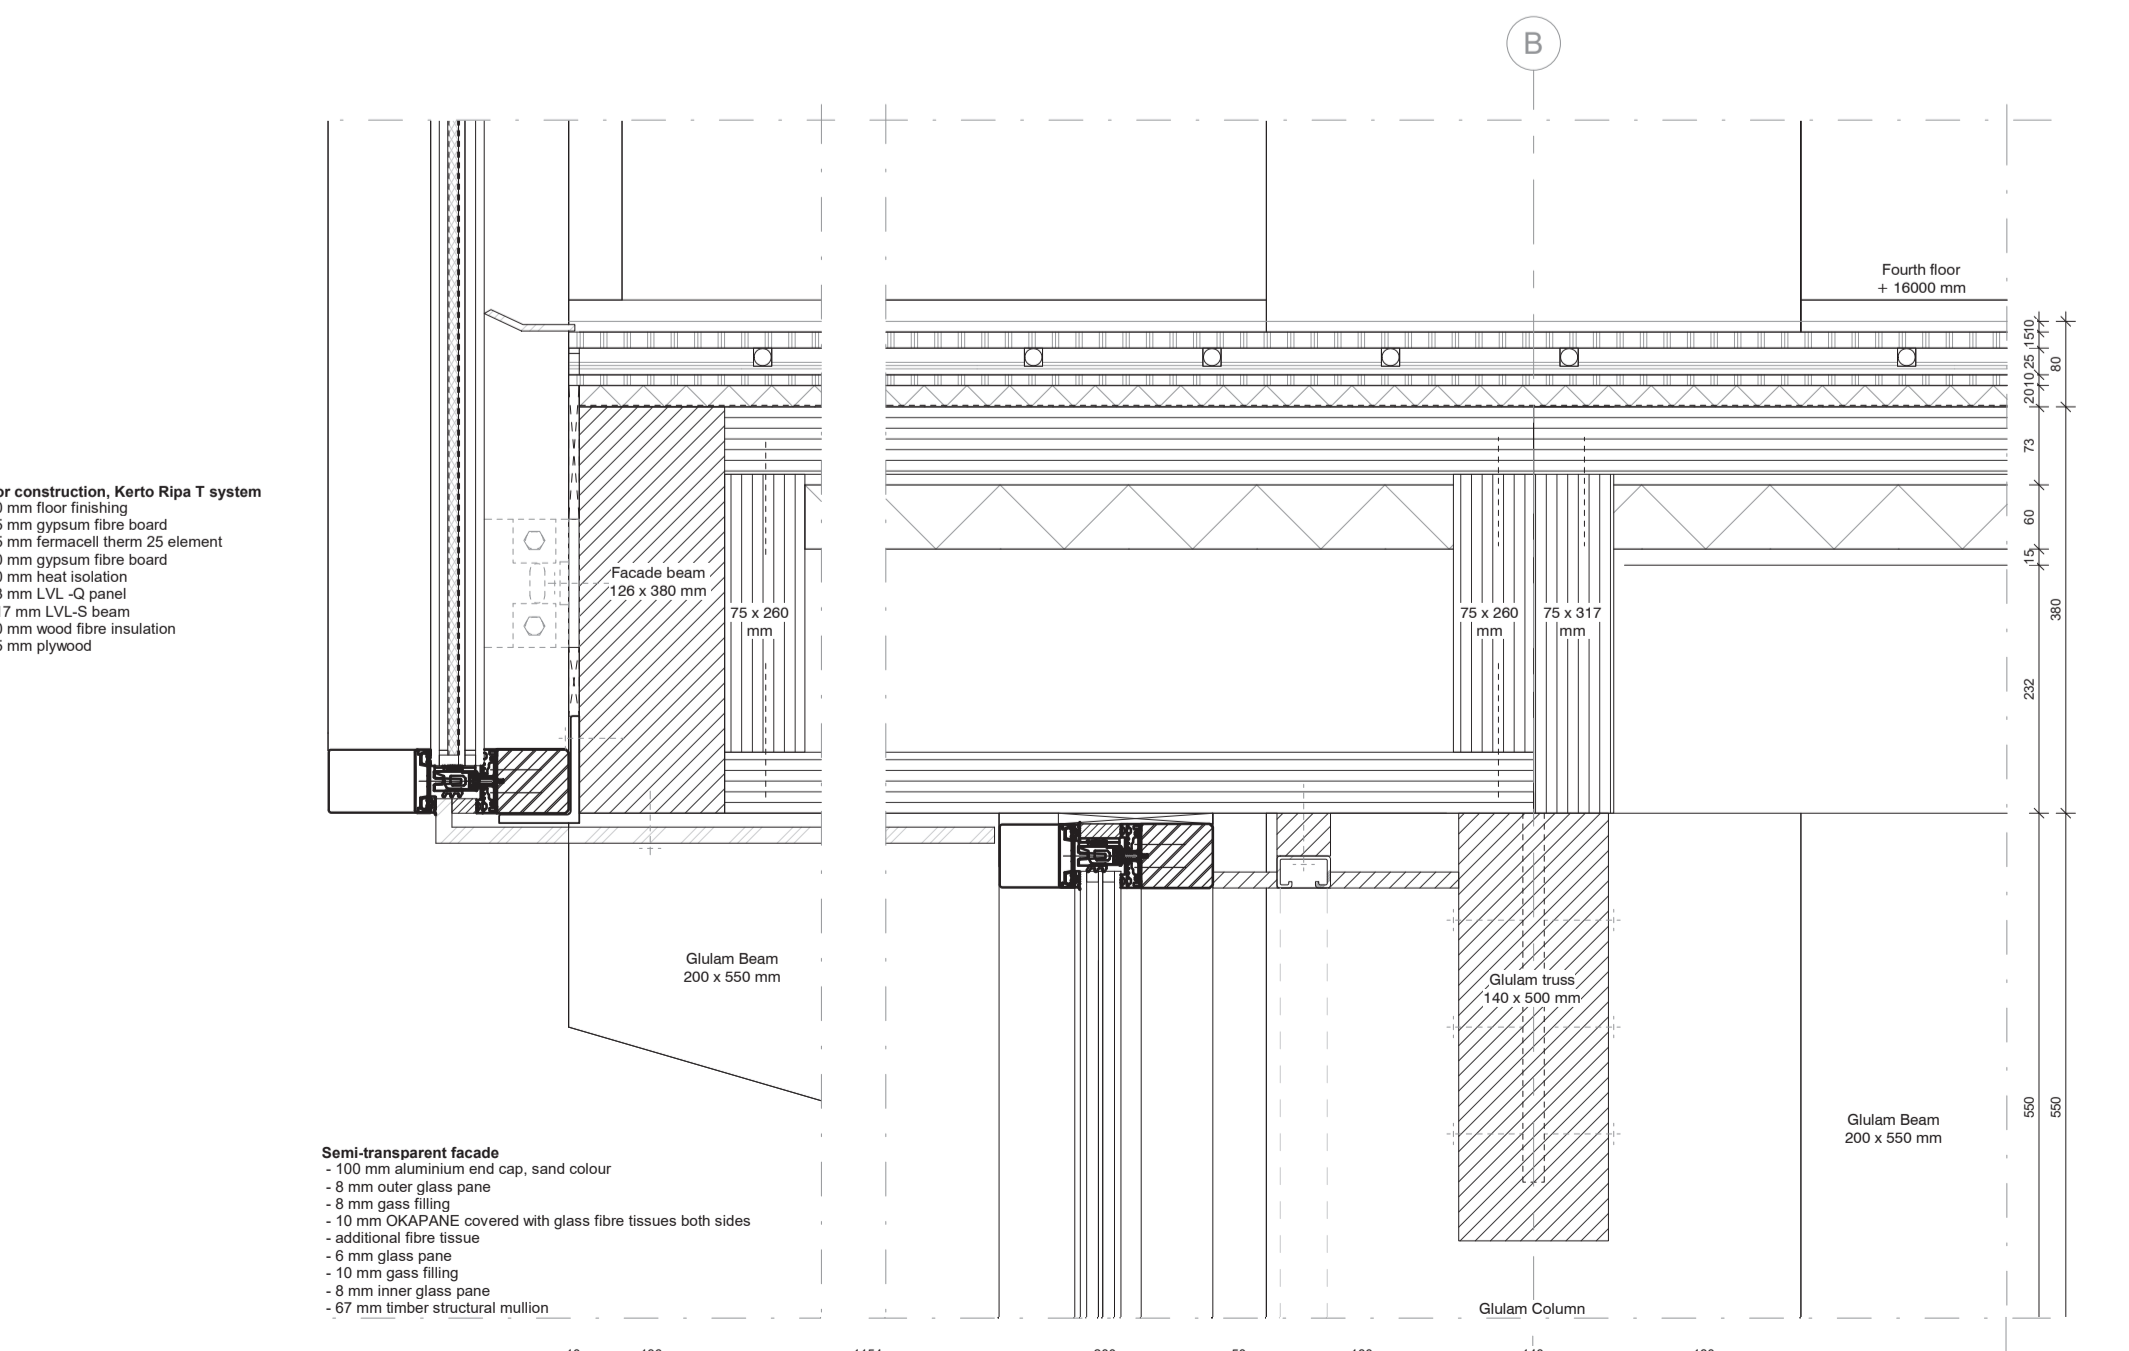 B
Fourth floor
+ 16000 mm
1510
25
2010
80
73
60
15
380
232
550
550
or construction, Kerto Ripa T system
0 mm floor finishing
5 mm gypsum fibre board
5 mm fermacell therm 25 element
0 mm gypsum fibre board
0 mm heat isolation
3 mm LVL -Q panel
17 mm LVL-S beam
0 mm wood fibre insulation
5 mm plywood
Facade beam
126 x 380 mm
75 x 260
mm
75 x 260
mm
75 x 317
mm
Glulam Beam
200 x 550 mm
Glulam truss
140 x 500 mm
Glulam Beam
200 x 550 mm
Semi-transparent facade
- 100 mm aluminium end cap, sand colour
- 8 mm outer glass pane
- 8 mm gass filling
- 10 mm OKAPANE covered with glass fibre tissues both sides
- additional fibre tissue
- 6 mm glass pane
- 10 mm gass filling
- 8 mm inner glass pane
- 67 mm timber structural mullion
Glulam Column